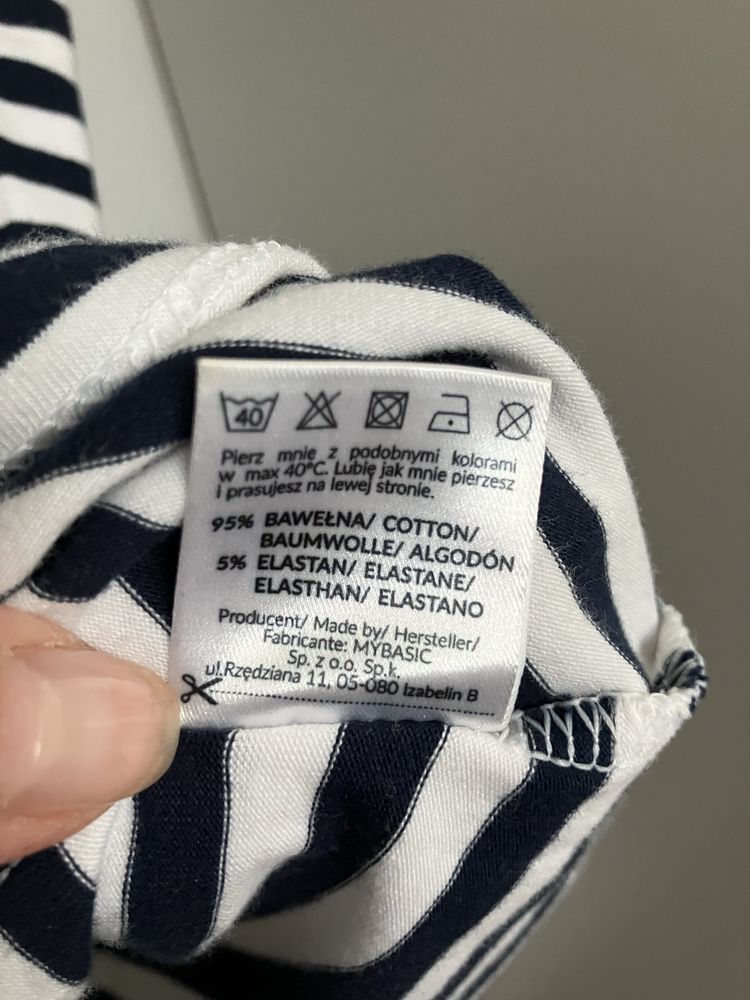 40
Pierz mnie z podobnymi kolorami
w max 40°C. Lubię jak mnie pierzesz
i prasujesz na lewej stronie.
95% BAWEŁNA/ COTTON/
BAUMWOLLE/ ALGODÓN
5% ELASTAN/ ELASTANE/
ELASTHAN/ ELASTANO
Producent/ Made by/ Hersteller/
Fabricante: MYBASIC
Sp. z o.o. Sp.k.
ul.Rzędziana 11, 05-080 Izabelin B